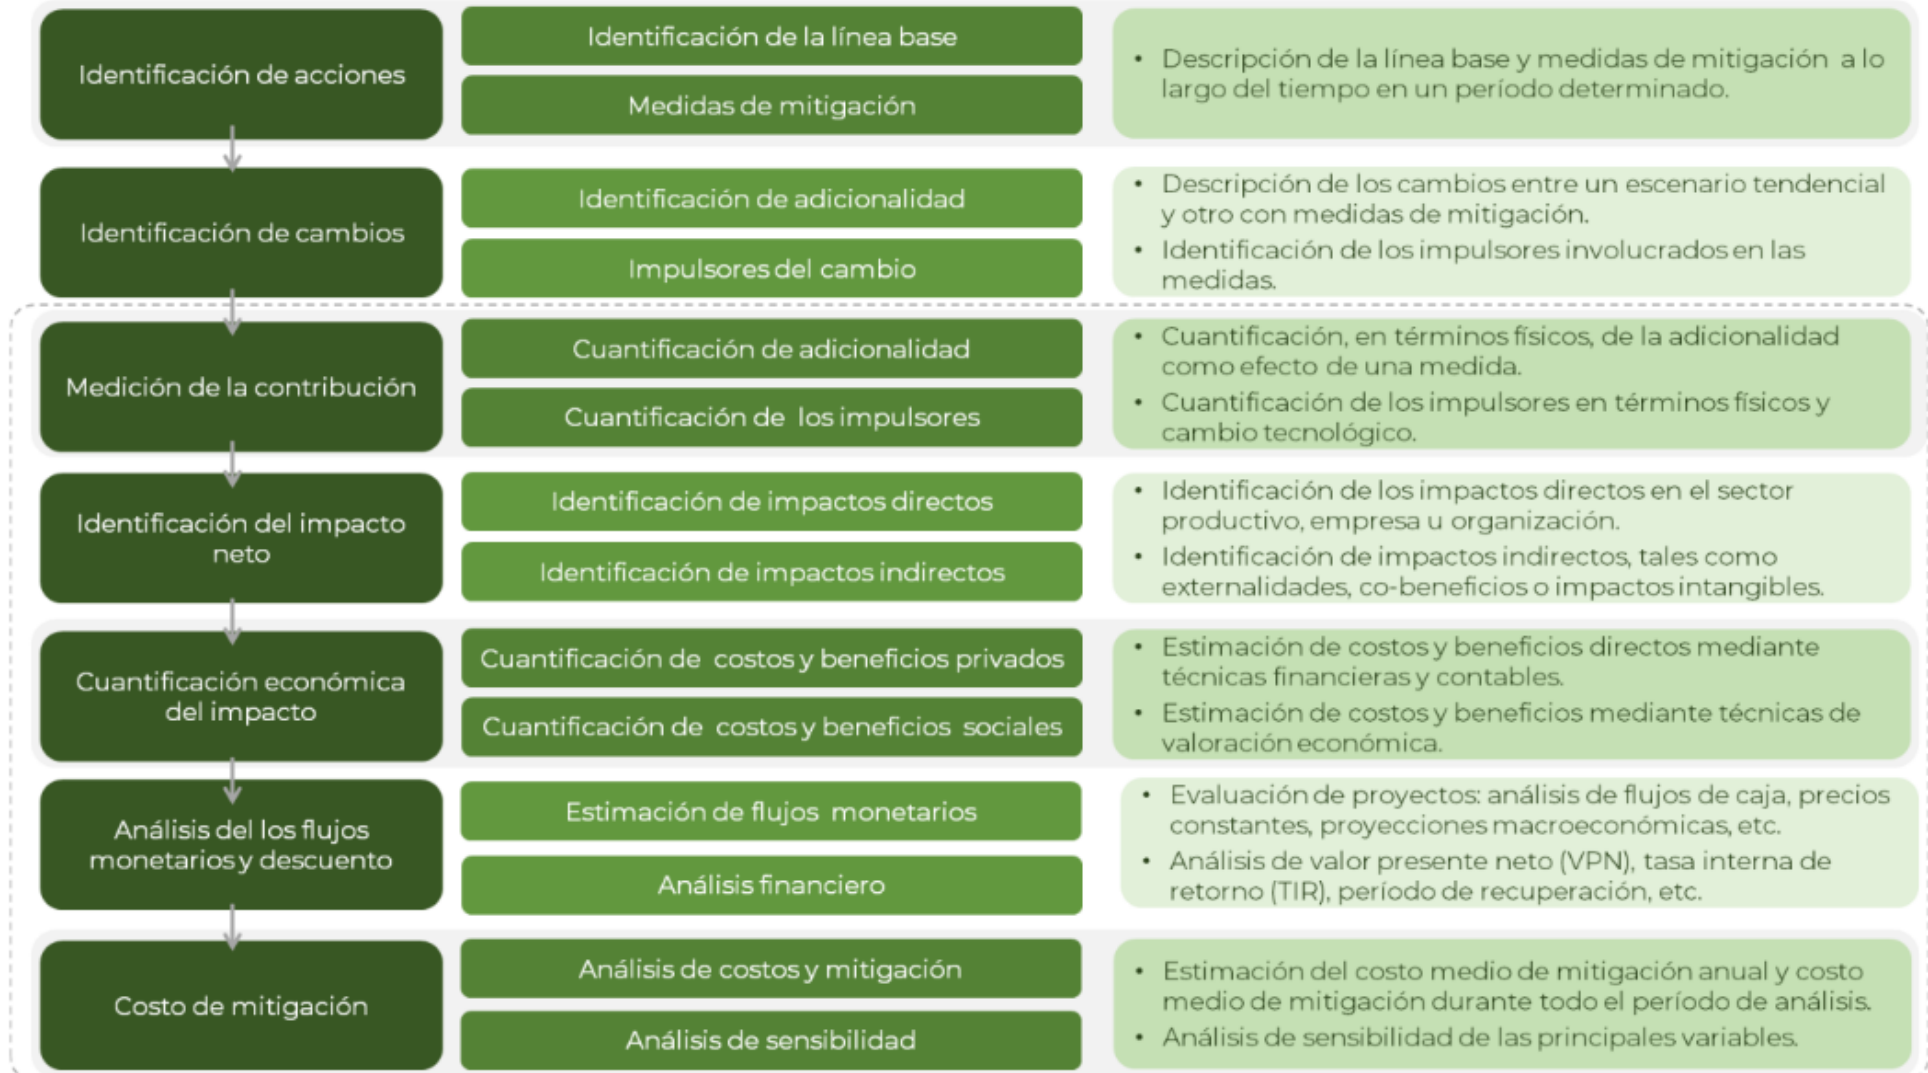 Identificación de acciones
Identificación de la línea base
Medidas de mitigación
• Descripción de la línea base y medidas de mitigación a lo
largo del tiempo en un período determinado.
Identificación de cambios
Identificación de adicionalidad
Impulsores del cambio
• Descripción de los cambios entre un escenario tendencial
y otro con medidas de mitigación.
• Identificación de los impulsores involucrados en las
medidas.
Medición de la contribución
Cuantificación de adicionalidad
Cuantificación de los impulsores
• Cuantificación, en términos físicos, de la adicionalidad
como efecto de una medida.
• Cuantificación de los impulsores en términos físicos y
cambio tecnológico.
Identificación del impacto
neto
Identificación de impactos directos
Identificación de impactos indirectos
• Identificación de los impactos directos en el sector
productivo, empresa u organización.
• Identificación de impactos indirectos, tales como
externalidades, co-beneficios o impactos intangibles.
Cuantificación económica
del impacto
Cuantificación de costos y beneficios privados
Cuantificación de costos y beneficios sociales
• Estimación de costos y beneficios directos mediante
técnicas financieras y contables.
• Estimación de costos y beneficios mediante técnicas de
valoración económica.
Análisis del los flujos
monetarios y descuento
Estimación de flujos monetarios
Análisis financiero
• Evaluación de proyectos: análisis de flujos de caja, precios
constantes, proyecciones macroeconómicas, etc.
• Análisis de valor presente neto (VPN), tasa interna de
retorno (TIR), período de recuperación, etc.
Costo de mitigación
Análisis de costos y mitigación
Análisis de sensibilidad
• Estimación del costo medio de mitigación anual y costo
medio de mitigación durante todo el período de análisis.
• Análisis de sensibilidad de las principales variables.